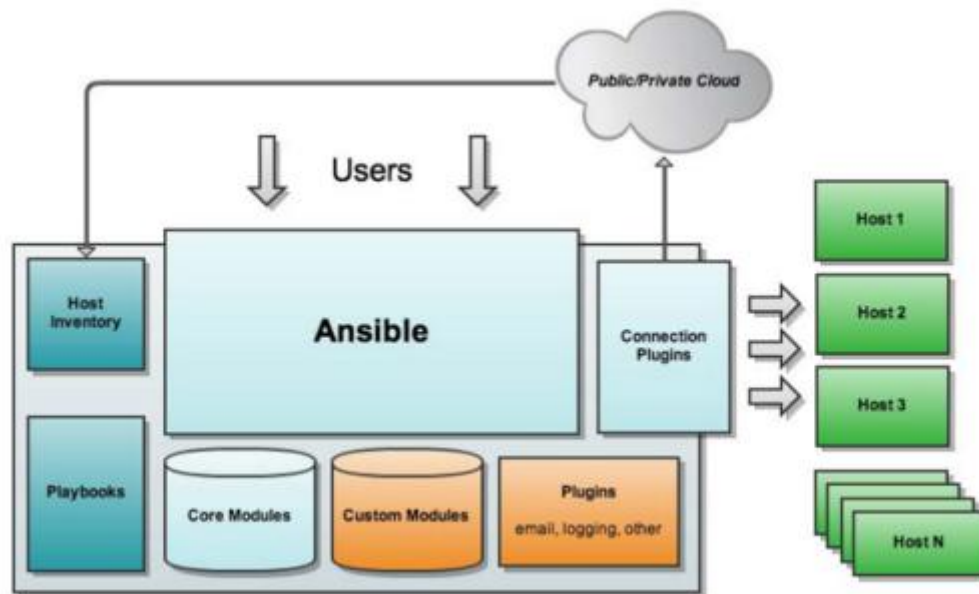 Public/Private Cloud
Users
Host
Inventory
Ansible
Connection
Plugins
Host 1
Host 2
Host 3
Host N
Playbooks
Core Modules
Custom Modules
Plugins
email, logging, other